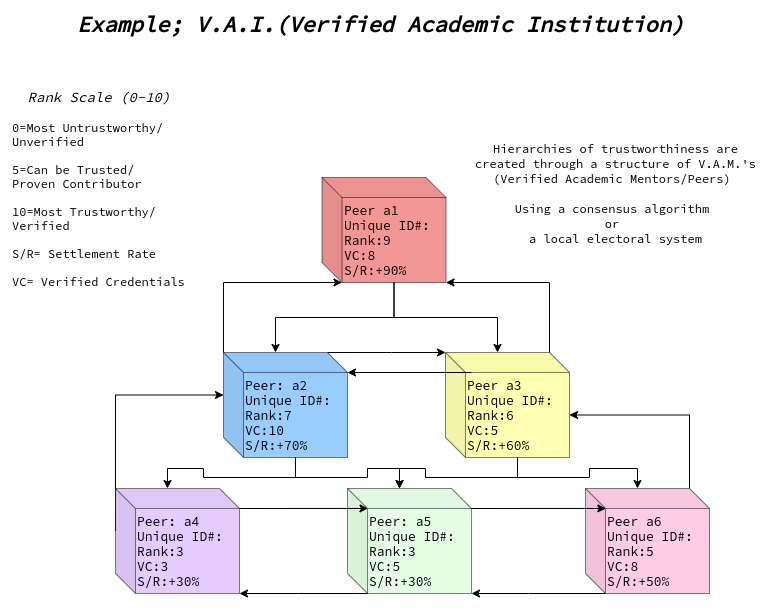 Example; V.A.I.(Verified Academic Institution)
Rank Scale (0-10)
0=Most Untrustworthy/
Unverified
5=Can be Trusted/
Proven Contributor
10=Most Trustworthy/
Verified
S/R= Settlement Rate
VC= Verified Credentials
Hierarchies of trustworthiness are
created through a structure of V.A.M.'s
(Verified Academic Mentors/Peers)
Using a consensus algorithm
or
a local electoral system
Peer a1
Unique ID#:
Rank:9
VC:8
S/R:+90%
Peer: a2
Unique ID#:
Rank:7
VC:10
S/R:+70%
Peer a3
Unique ID#:
Rank:6
VC:5
S/R:+60%
Peer: a4
Unique ID#:
Rank:3
VC:3
S/R:+30%
Peer: a5
Unique ID#:
Rank:3
VC:5
S/R:+30%
Peer a6
Unique ID#:
Rank:5
VC:8
S/R:+50%